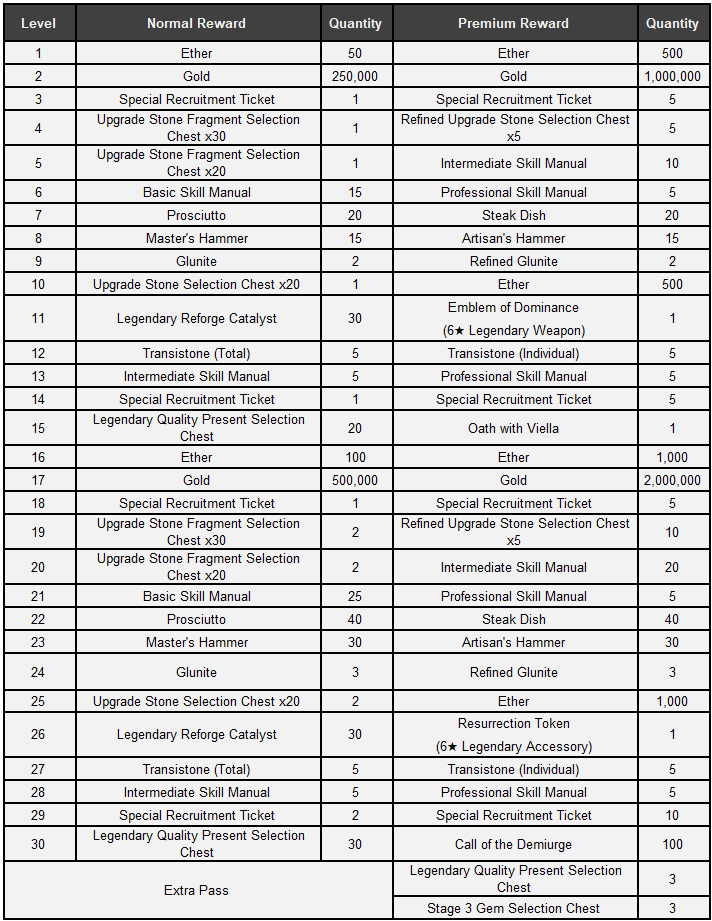 Level Normal Reward Quantity Premium Reward Quantity
1 Ether 50 Ether 500
2 Gold 250,000 Gold 1,000,000
3 Special Recruitment Ticket 1 Special Recruitment Ticket 5
4 Upgrade Stone Fragment Selection Chest x30 1 Refined Upgrade Stone Selection Chest x5 5
5 Upgrade Stone Fragment Selection Chest x20 1 Intermediate Skill Manual 10
6 Basic Skill Manual 15 Professional Skill Manual 5
7 Prosciutto 20 Steak Dish 20
8 Master's Hammer 15 Artisan's Hammer 15
9 Glunite 2 Refined Glunite 2
10 Upgrade Stone Selection Chest x20 1 Ether 500
11 Legendary Reforge Catalyst 30 Emblem of Dominance (6★ Legendary Weapon) 1
12 Transistone (Total) 5 Transistone (Individual) 5
13 Intermediate Skill Manual 5 Professional Skill Manual 5
14 Special Recruitment Ticket 1 Special Recruitment Ticket 5
15 Legendary Quality Present Selection Chest 20 Oath with Viella 1
16 Ether 100 Ether 1,000
17 Gold 500,000 Gold 2,000,000
18 Special Recruitment Ticket 1 Special Recruitment Ticket 5
19 Upgrade Stone Fragment Selection Chest x30 2 Refined Upgrade Stone Selection Chest x5 10
20 Upgrade Stone Fragment Selection Chest x20 2 Intermediate Skill Manual 20
21 Basic Skill Manual 25 Professional Skill Manual 5
22 Prosciutto 40 Steak Dish 40
23 Master's Hammer 30 Artisan's Hammer 30
24 Glunite 3 Refined Glunite 3
25 Upgrade Stone Selection Chest x20 2 Ether 1,000
26 Legendary Reforge Catalyst 30 Resurrection Token (6★ Legendary Accessory) 1
27 Transistone (Total) 5 Transistone (Individual) 5
28 Intermediate Skill Manual 5 Professional Skill Manual 5
29 Special Recruitment Ticket 2 Special Recruitment Ticket 10
30 Legendary Quality Present Selection Chest 30 Call of the Demiurge 100
Extra Pass Legendary Quality Present Selection Chest 3
Stage 3 Gem Selection Chest 3